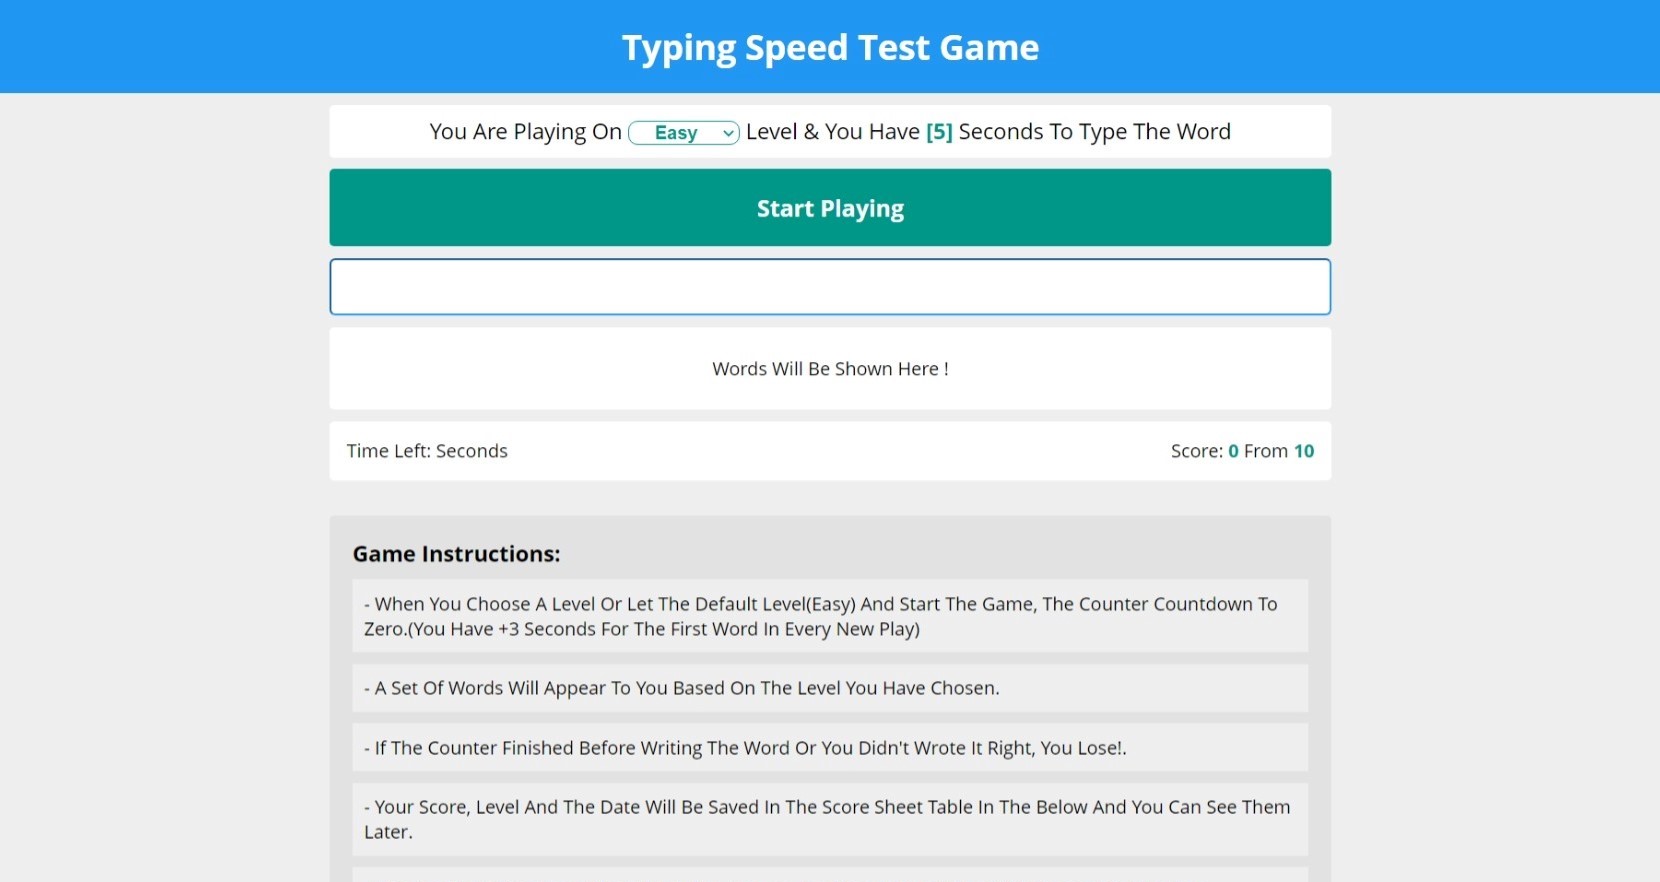 Typing Speed Test Game
You Are Playing On Easy Level & You Have [5] Seconds To Type The Word
Start Playing
Words Will Be Shown Here !
Time Left: Seconds
Score: 0 From 10
Game Instructions:
- When You Choose A Level Or Let The Default Level(Easy) And Start The Game, The Counter Countdown To
Zero.(You Have +3 Seconds For The First Word In Every New Play)
- A Set Of Words Will Appear To You Based On The Level You Have Chosen.
- If The Counter Finished Before Writing The Word Or You Didn't Wrote It Right, You Lose!.
- Your Score, Level And The Date Will Be Saved In The Score Sheet Table In The Below And You Can See Them
Later.